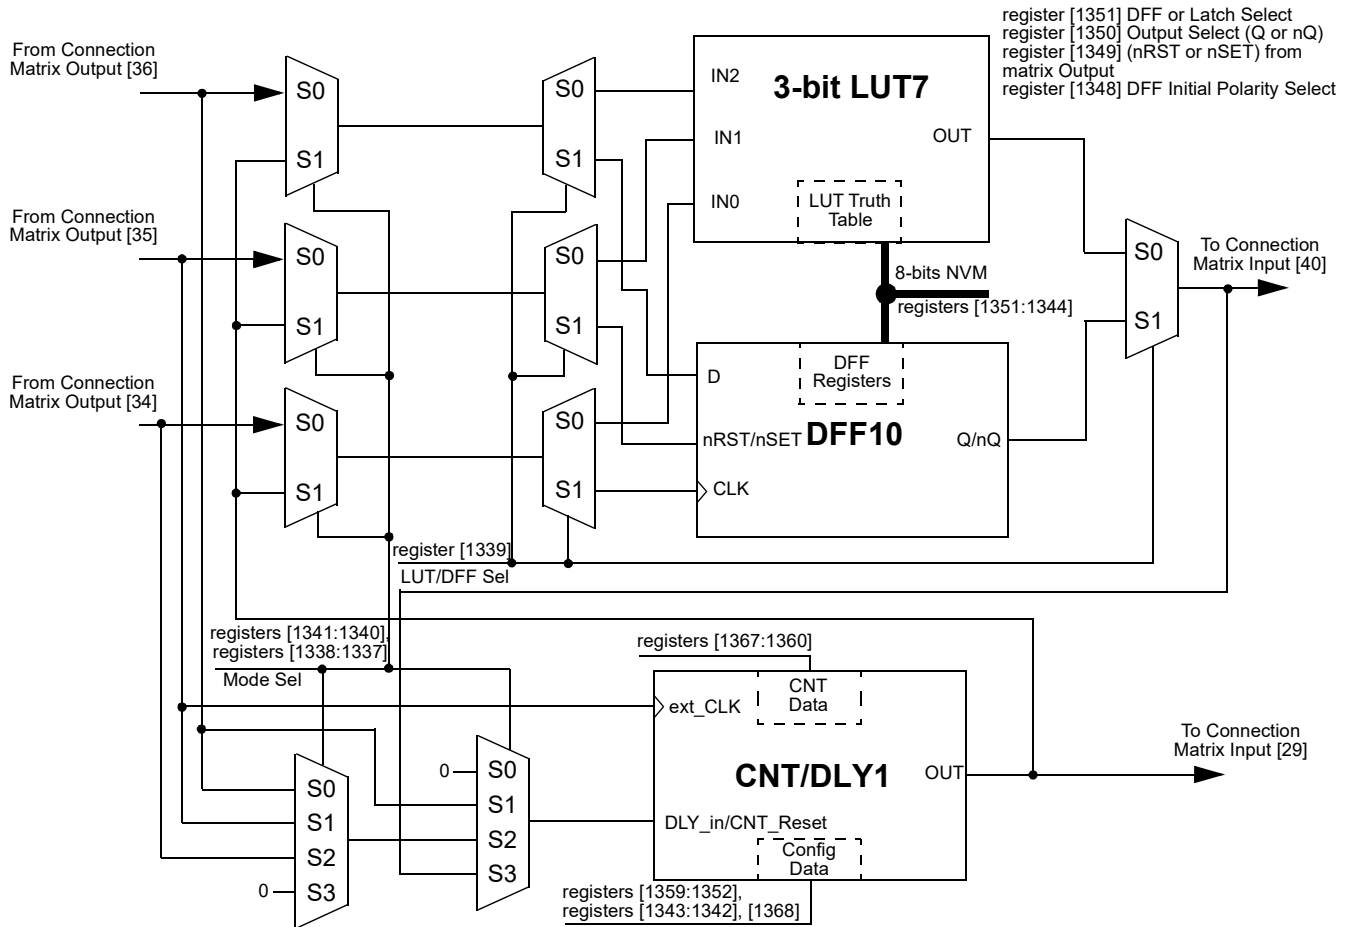 register [1351] DFF or Latch Select
register [1350] Output Select (Q or nQ)
register [1349] (nRST or nSET) from
matrix Output
register [1348] DFF Initial Polarity Select
From Connection
Matrix Output [36]
S0
S1
S0
S1
IN2
IN1
IN0
3-bit LUT7
OUT
LUT Truth
Table
From Connection
Matrix Output [35]
S0
S1
S0
S1
8-bits NVM
registers [1351:1344]
S0
S1
To Connection
Matrix Input [40]
From Connection
Matrix Output [34]
S0
S1
S0
S1
D
nRST/nSET
CLK
DFF
Registers
DFF10
Q/nQ
register [1339]
LUT/DFF Sel
registers [1341:1340],
registers [1338:1337]
Mode Sel
registers [1367:1360]
CNT
Data
ext_CLK
CNT/DLY1
OUT
To Connection
Matrix Input [29]
DLY_in/CNT_Reset
Config
Data
S0
S1
S2
0
S3
0
S0
S1
S2
S3
registers [1359:1352],
registers [1343:1342], [1368]